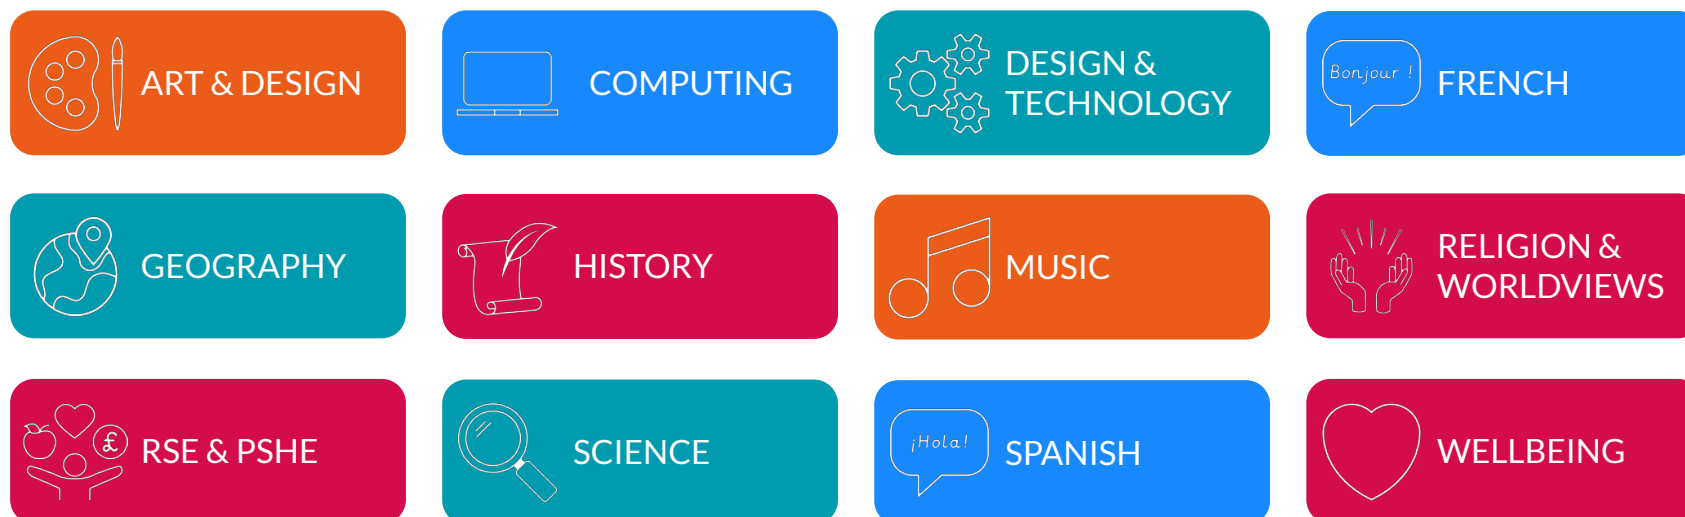 ART & DESIGN
COMPUTING
DESIGN &
TECHNOLOGY
Bonjour !
FRENCH
GEOGRAPHY
HISTORY
MUSIC
RELIGION &
WORLDVIEWS
£
RSE & PSHE
SCIENCE
¡Hola!
SPANISH
WELLBEING